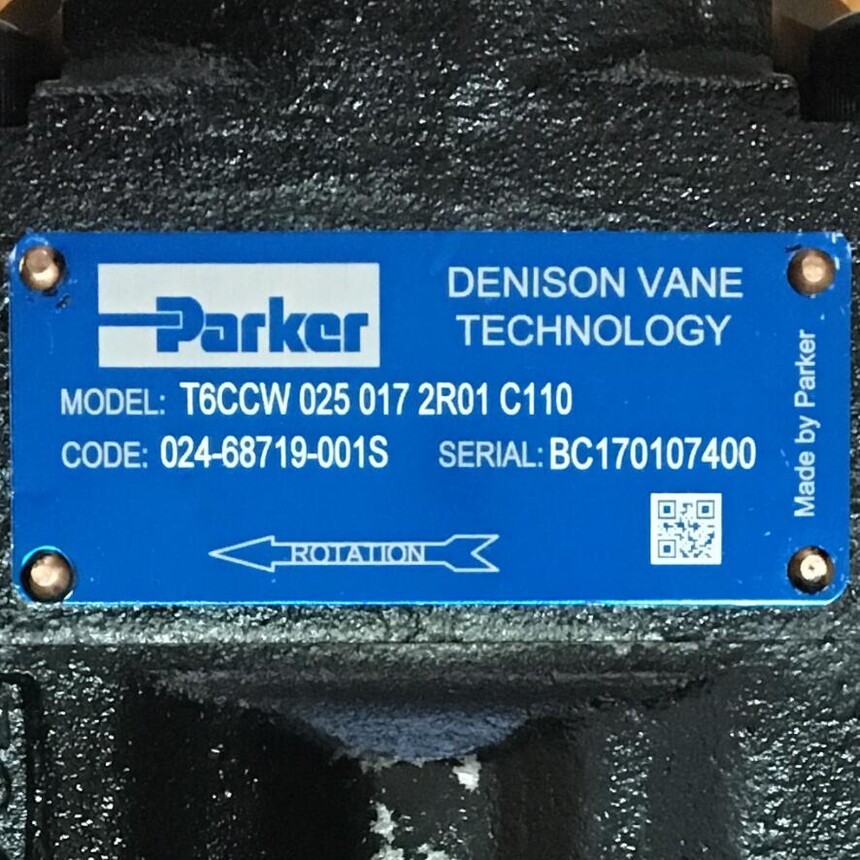 Parker
DENISON VANE
TECHNOLOGY
MODEL: T6CCW 025 017 2R01 C110
CODE: 024-68719-001S SERIAL: BC170107400
ROTATION
Made by Parker